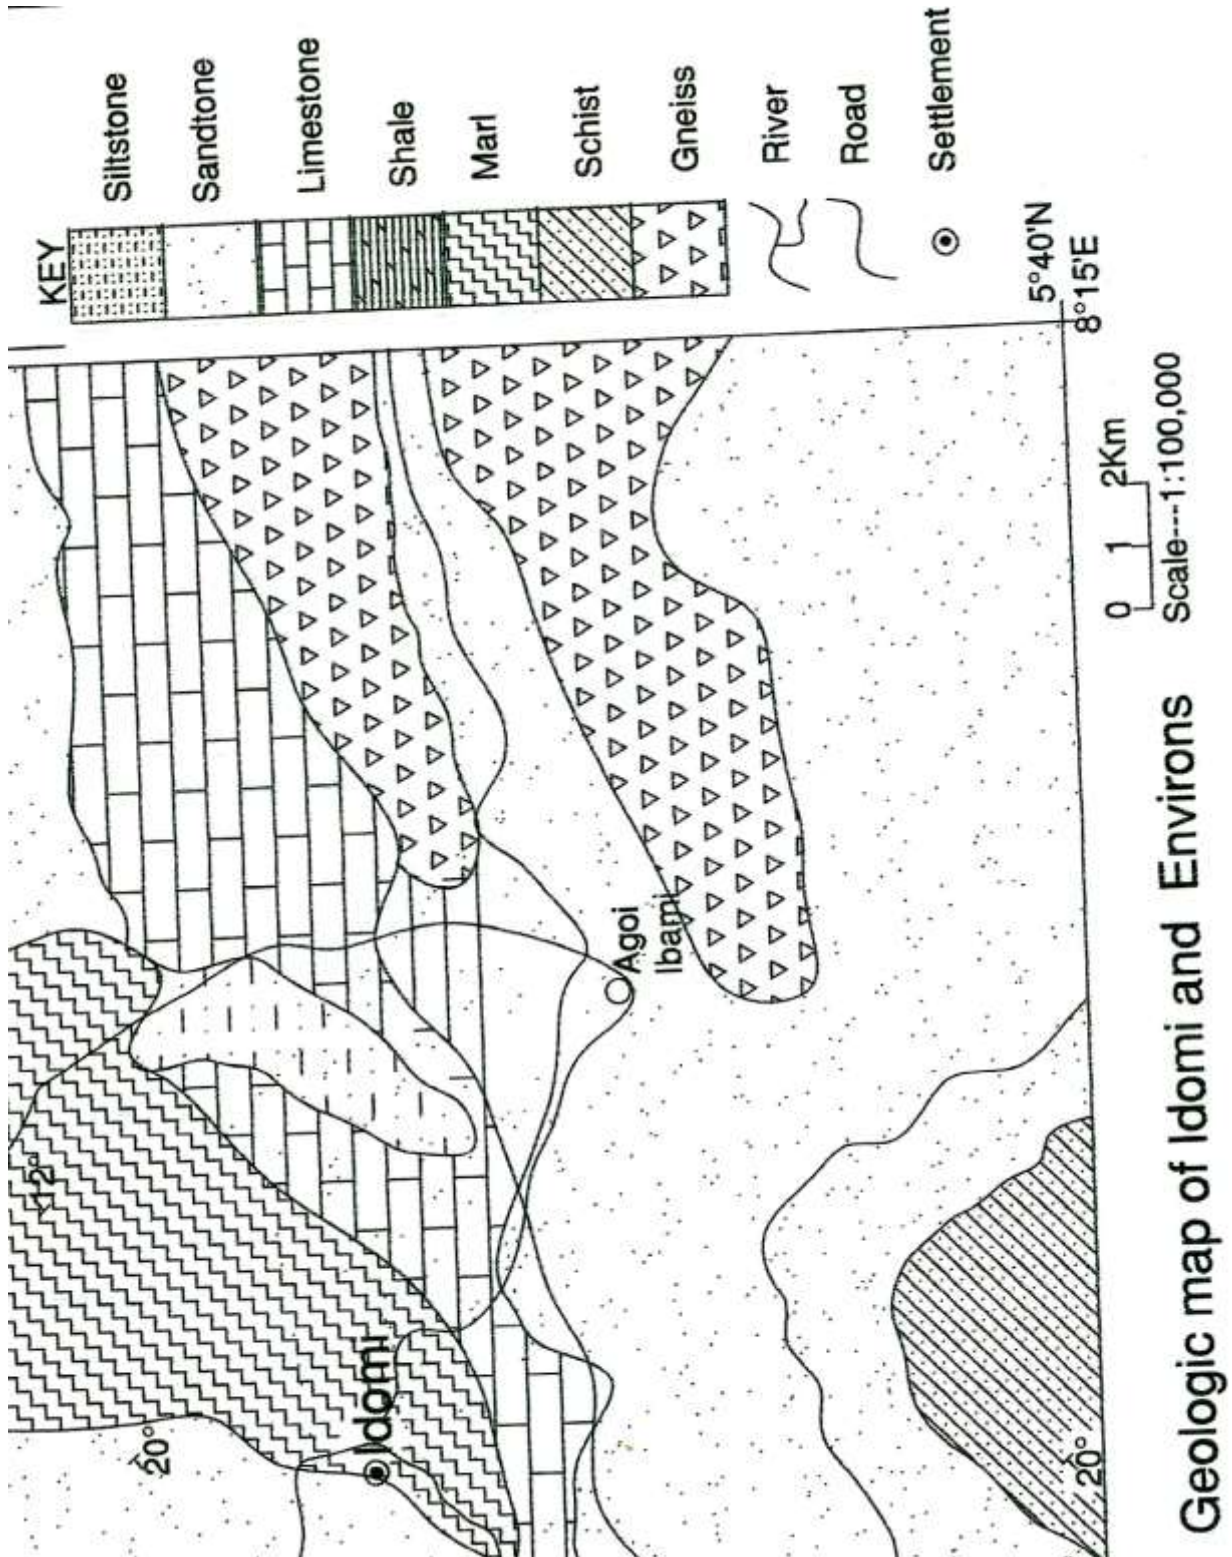 KEY
Siltstone
Sandtone
Limestone
Shale
Marl
Schist
Gneiss
River
Road
Settlement
12°
20°
Idomi
Agoi
Ibami
20°
5°40'N
8°15'E
0 1 2Km
Scale---1:100,000
Geologic map of Idomi and Environs